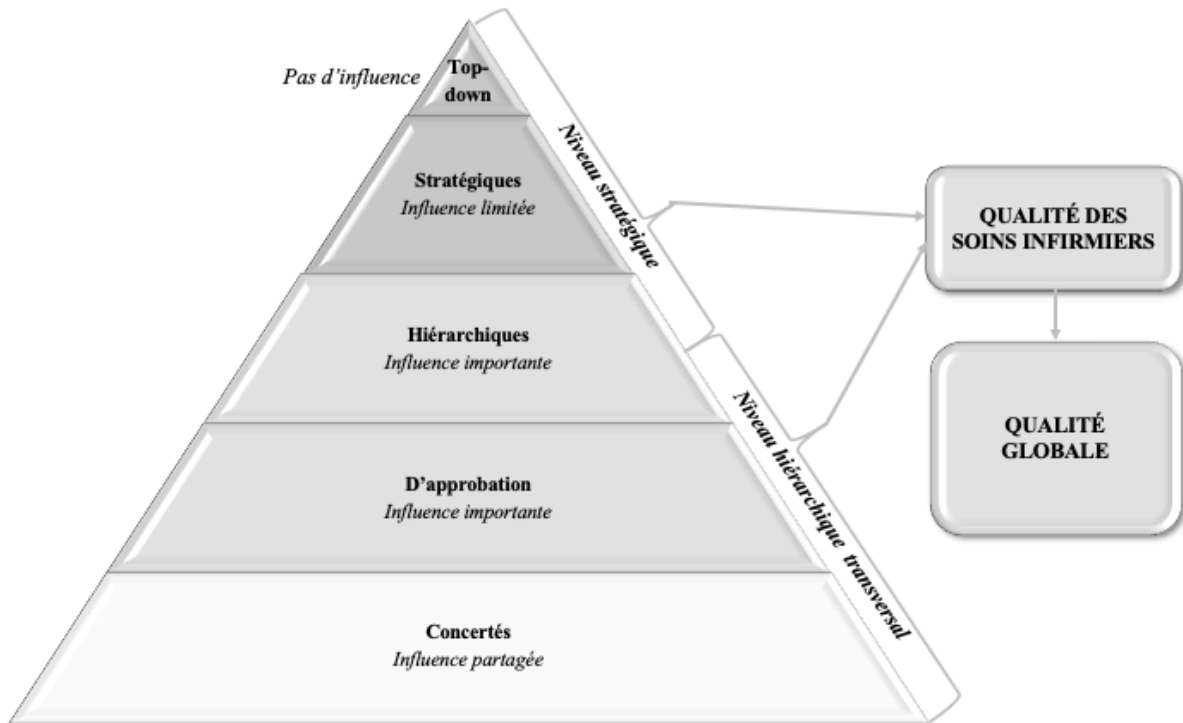 Pas d'influence
Top-
down
Stratégiques
Influence limitée
Hiérarchiques
Influence importante
D'approbation
Influence importante
Concertés
Influence partagée
Niveau stratégique
Niveau hiérarchique transversal
QUALITÉ DES
SOINS INFIRMIERS
QUALITÉ
GLOBALE